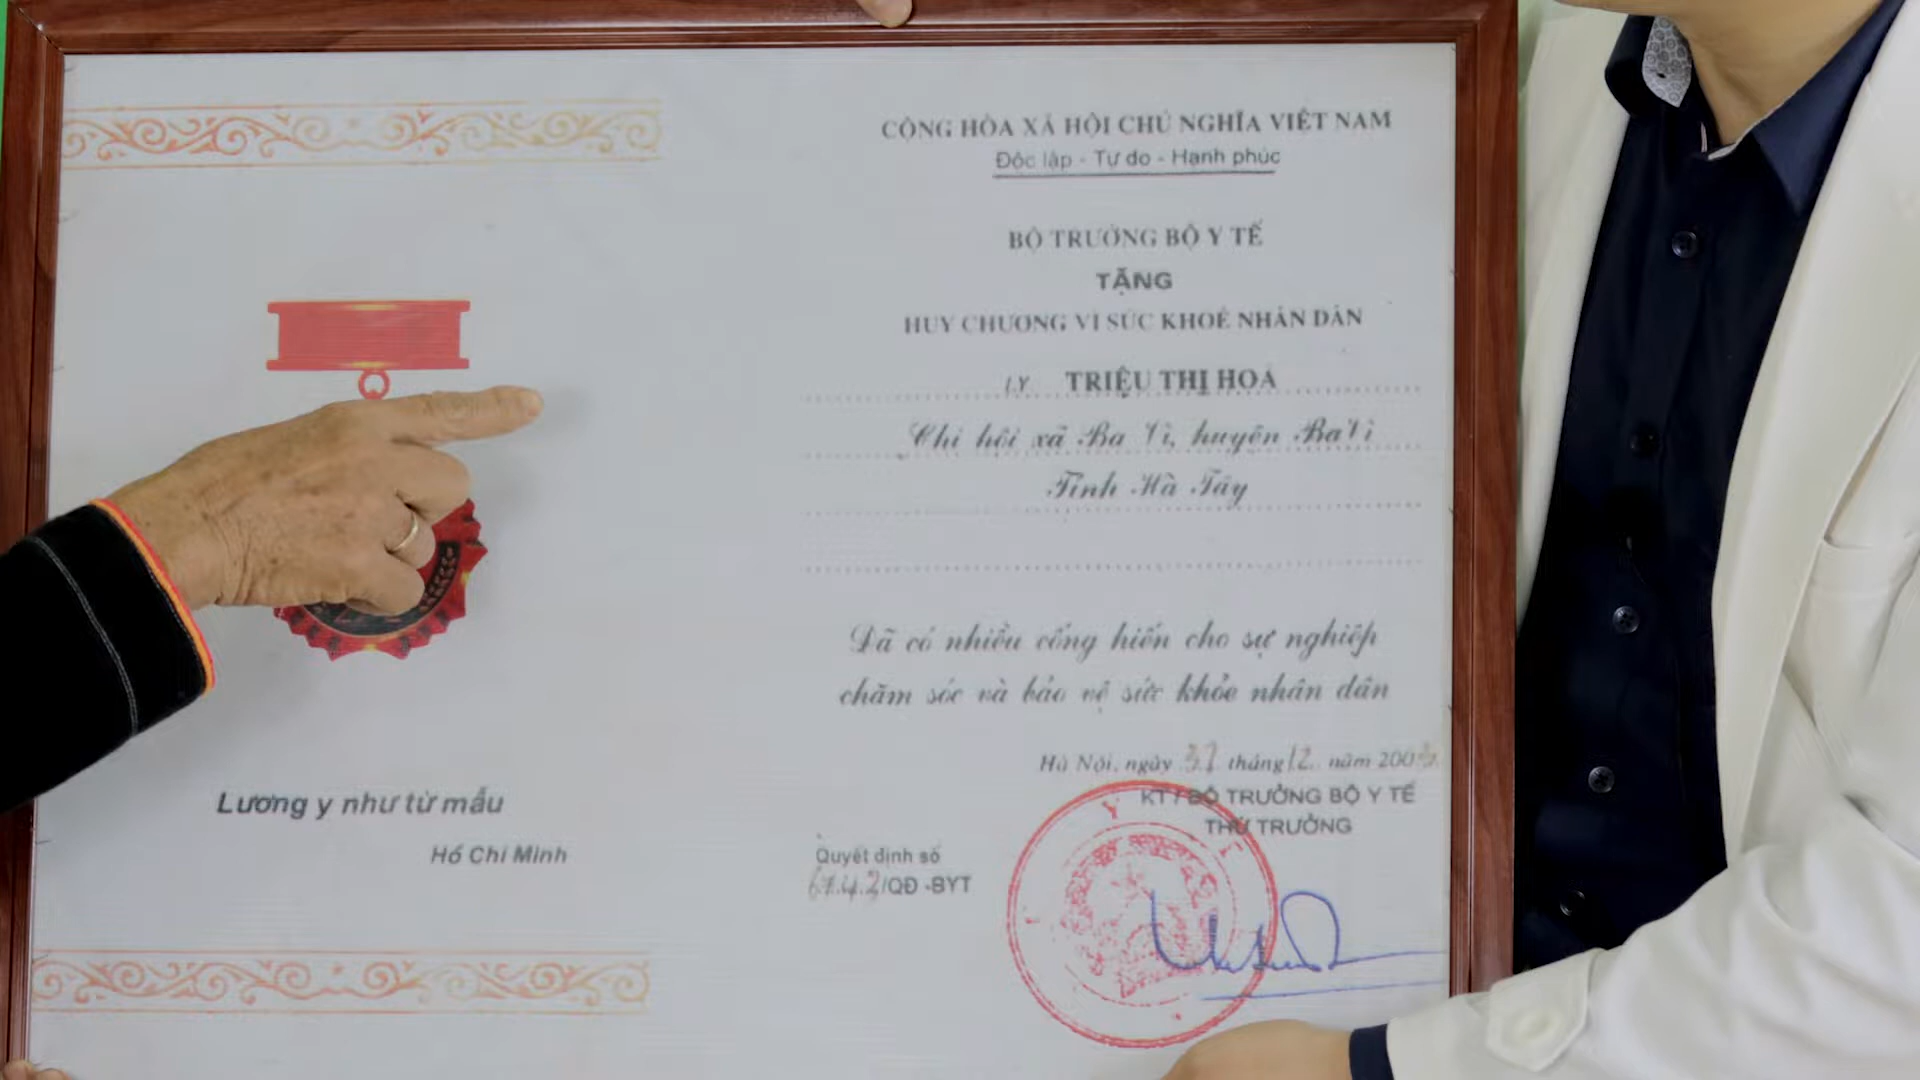 Lương y như từ mẫu
Hồ Chí Minh
CỘNG HÒA XÃ HỘI CHỦ NGHĨA VIỆT NAM
Độc lập - Tự do - Hạnh phúc
BỘ TRƯỞNG BỘ Y TẾ
TẶNG
HUY CHƯƠNG VÌ SỨC KHOẺ NHÂN DÂN
LY TRIỆU THỊ HOA
Chi hội xã Ba Vì, huyện Ba Vì
Tỉnh Hà Tây
Đã có nhiều cống hiến cho sự nghiệp
chăm sóc và bảo vệ sức khỏe nhân dân
Hà Nội, ngày 31 tháng 12 năm 2003
KT/BỘ TRƯỞNG BỘ Y TẾ
THỨ TRƯỞNG
Quyết định số
/QĐ -BYT